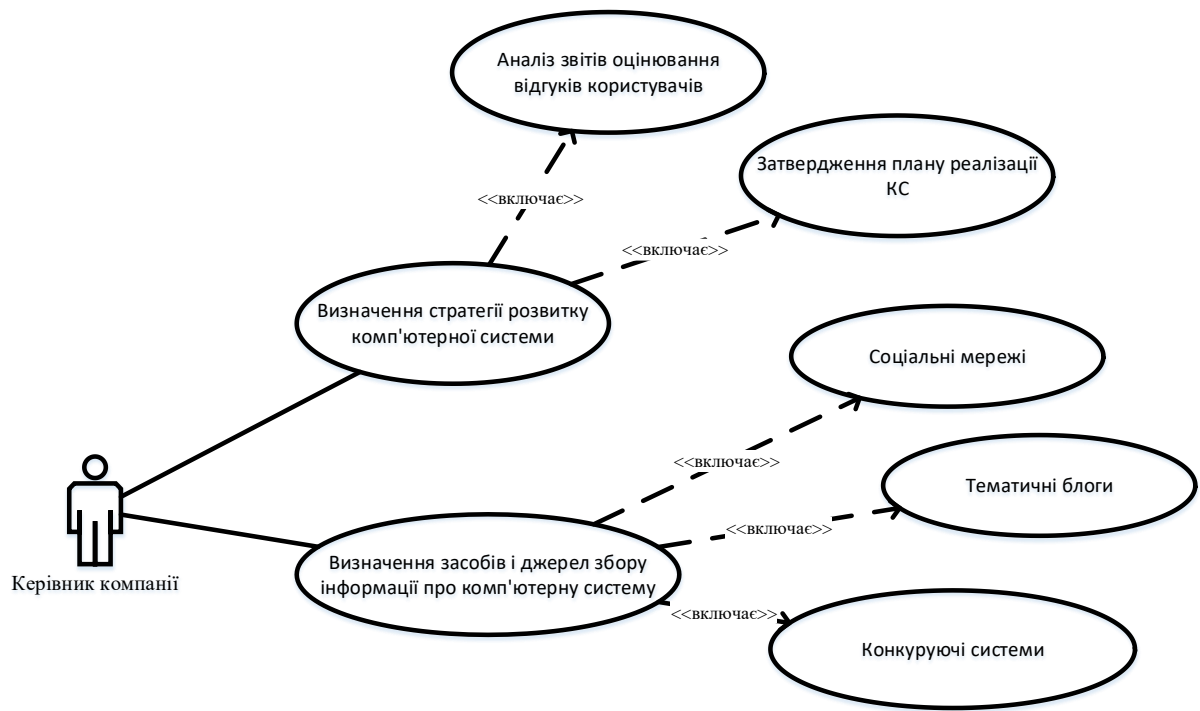 Аналіз звітів оцінювання
відгуків користувачів
Затвердження плану реалізації
КС
<<включає>>
<<включає>>
Визначення стратегії розвитку
комп'ютерної системи
Соціальні мережі
<<включає>>
Тематичні блоги
<<включає>>
Керівник компанії
Визначення засобів і джерел збору
інформації про комп'ютерну систему
<<включає>>
Конкуруючі системи